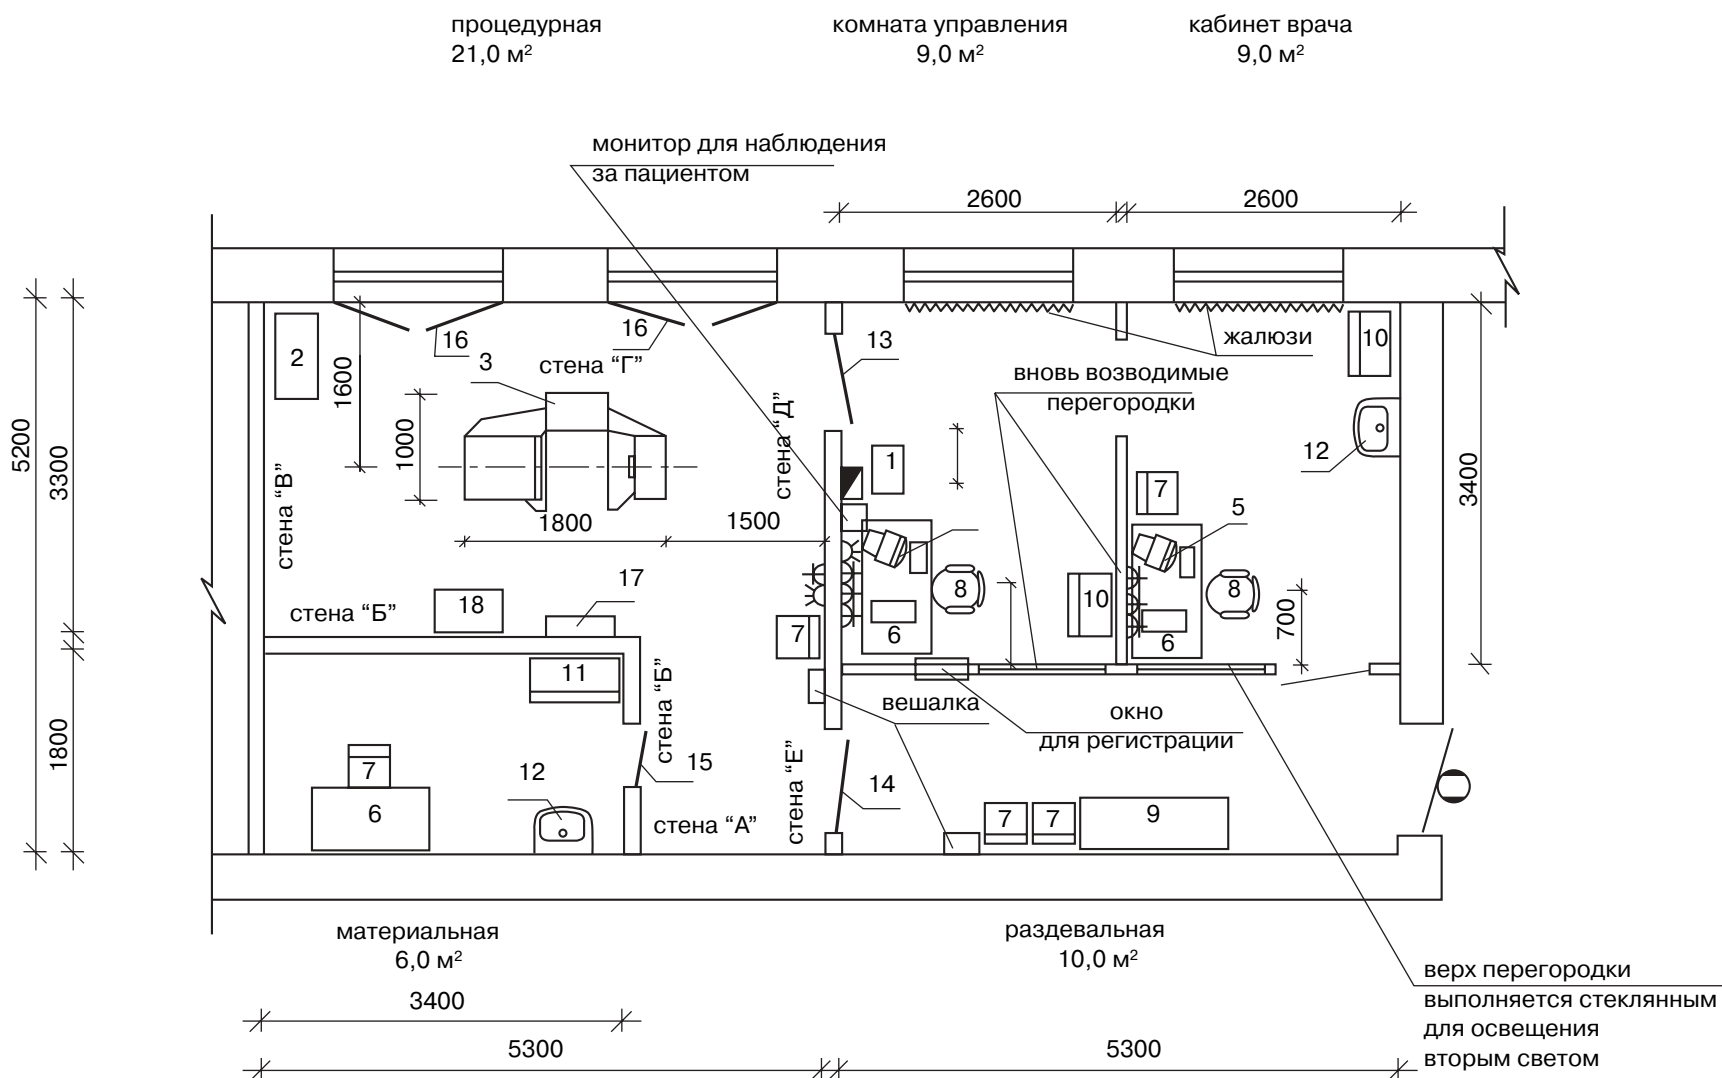 процедурная
21,0 м²
комната управления
9,0 м²
кабинет врача
9,0 м²
монитор для наблюдения
за пациентом
2600
2600
16
16
13
жалюзи
10
2
3
стена “Г”
вновь возводимые
перегородки
1600
1000
стена “Д”
1
12
5200
3300
стена “В”
3400
1800
1500
7
5
17
18
стена “Б”
8
10
8
700
7
6
6
11
стена “Б”
вешалка
окно
для регистрации
1800
7
12
15
стена “Е”
14
6
стена “А”
7
7
9
материальная
6,0 м²
раздевальная
10,0 м²
верх перегородки
выполняется стеклянным
для освещения
вторым светом
3400
5300
5300